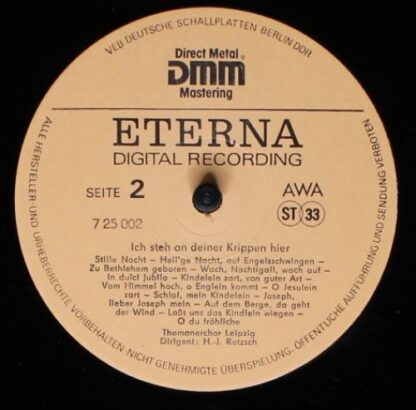 VEB DEUTSCHE SCHALLPLATTEN BERLIN DDR
Direct Metal
DMM®
Mastering
ETERNA
DIGITAL RECORDING
SEITE 2
AWA
7 25 002
ST 33
Ich steh an deiner Krippen hier
Stille Nacht – Heil'ge Nacht, auf Engelsschwingen –
Zu Bethlehem geboren – Wach, Nachtigall, wach auf –
In dulci jubilo – Kindelein zart, von guter Art –
Vom Himmel hoch, o Englein kommt – O Jesulein
zart – Schlaf, mein Kindelein – Joseph,
lieber Joseph mein – Auf dem Berge, da geht
der Wind – Laßt uns das Kindlein wiegen –
O du fröhliche
Thomanerchor Leipzig
Dirigent: H.-J. Rotzsch
ALLE HERSTELLER- UND URHEBERRECHTE VORBEHALTEN · NICHT GENEHMIGTE ÜBERSPIELUNG, ÖFFENTLICHE AUFFÜHRUNG UND SENDUNG VERBOTEN